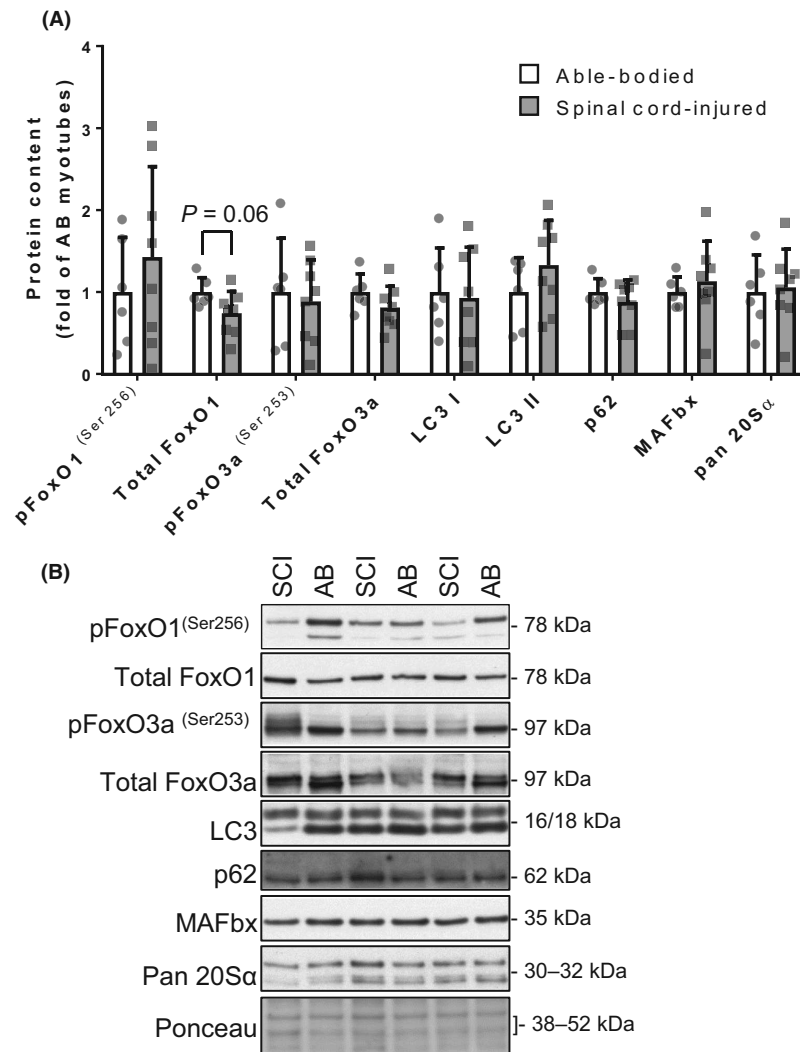 (A)
4
3
2
1
0
Protein content
(fold of AB myotubes)
Able-bodied
Spinal cord-injured
P = 0.06
pFoxO1 (Ser 256)
Total FoxO1
pFoxO3a (Ser 253)
Total FoxO3a
LC3 I
LC3 II
p62
MAFbx
pan 20Sα
(B)
SCI AB SCI AB SCI AB
pFoxO1(Ser256) - 78 kDa
Total FoxO1 - 78 kDa
pFoxO3a (Ser253) - 97 kDa
Total FoxO3a - 97 kDa
LC3 - 16/18 kDa
p62 - 62 kDa
MAFbx - 35 kDa
Pan 20Sα - 30–32 kDa
Ponceau ]- 38–52 kDa